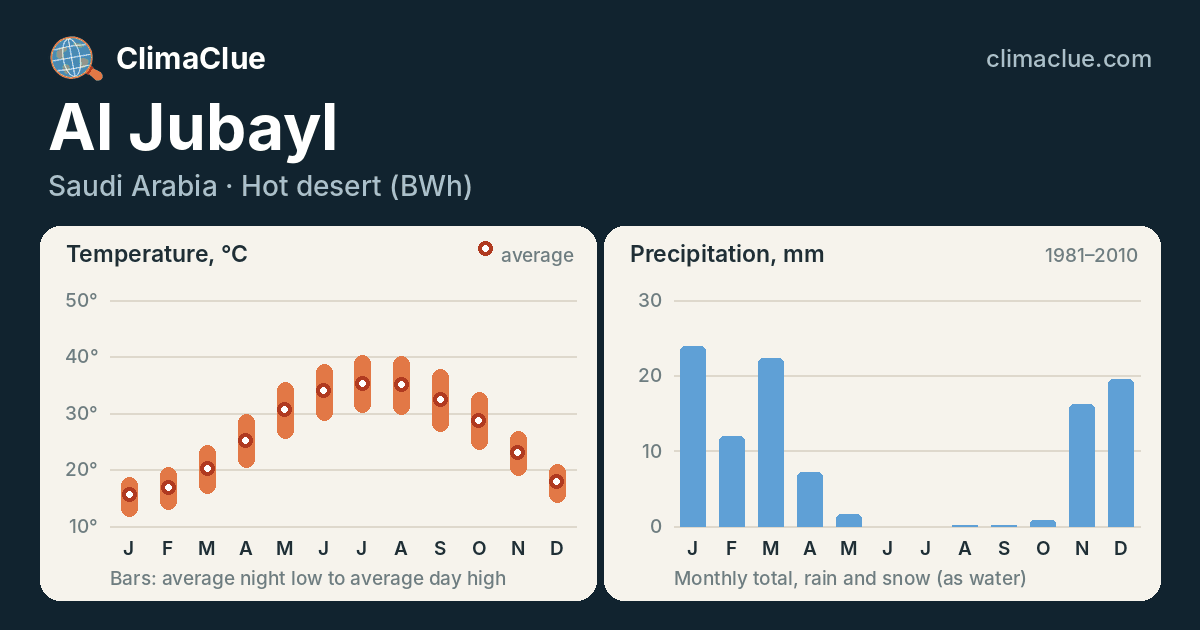 ClimaClue
climaclue.com
Al Jubayl
Saudi Arabia · Hot desert (BWh)
Temperature, °C
average
50°
40°
30°
20°
10°
J F M A M J J A S O N D
Bars: average night low to average day high
Precipitation, mm
1981–2010
30
20
10
0
J F M A M J J A S O N D
Monthly total, rain and snow (as water)